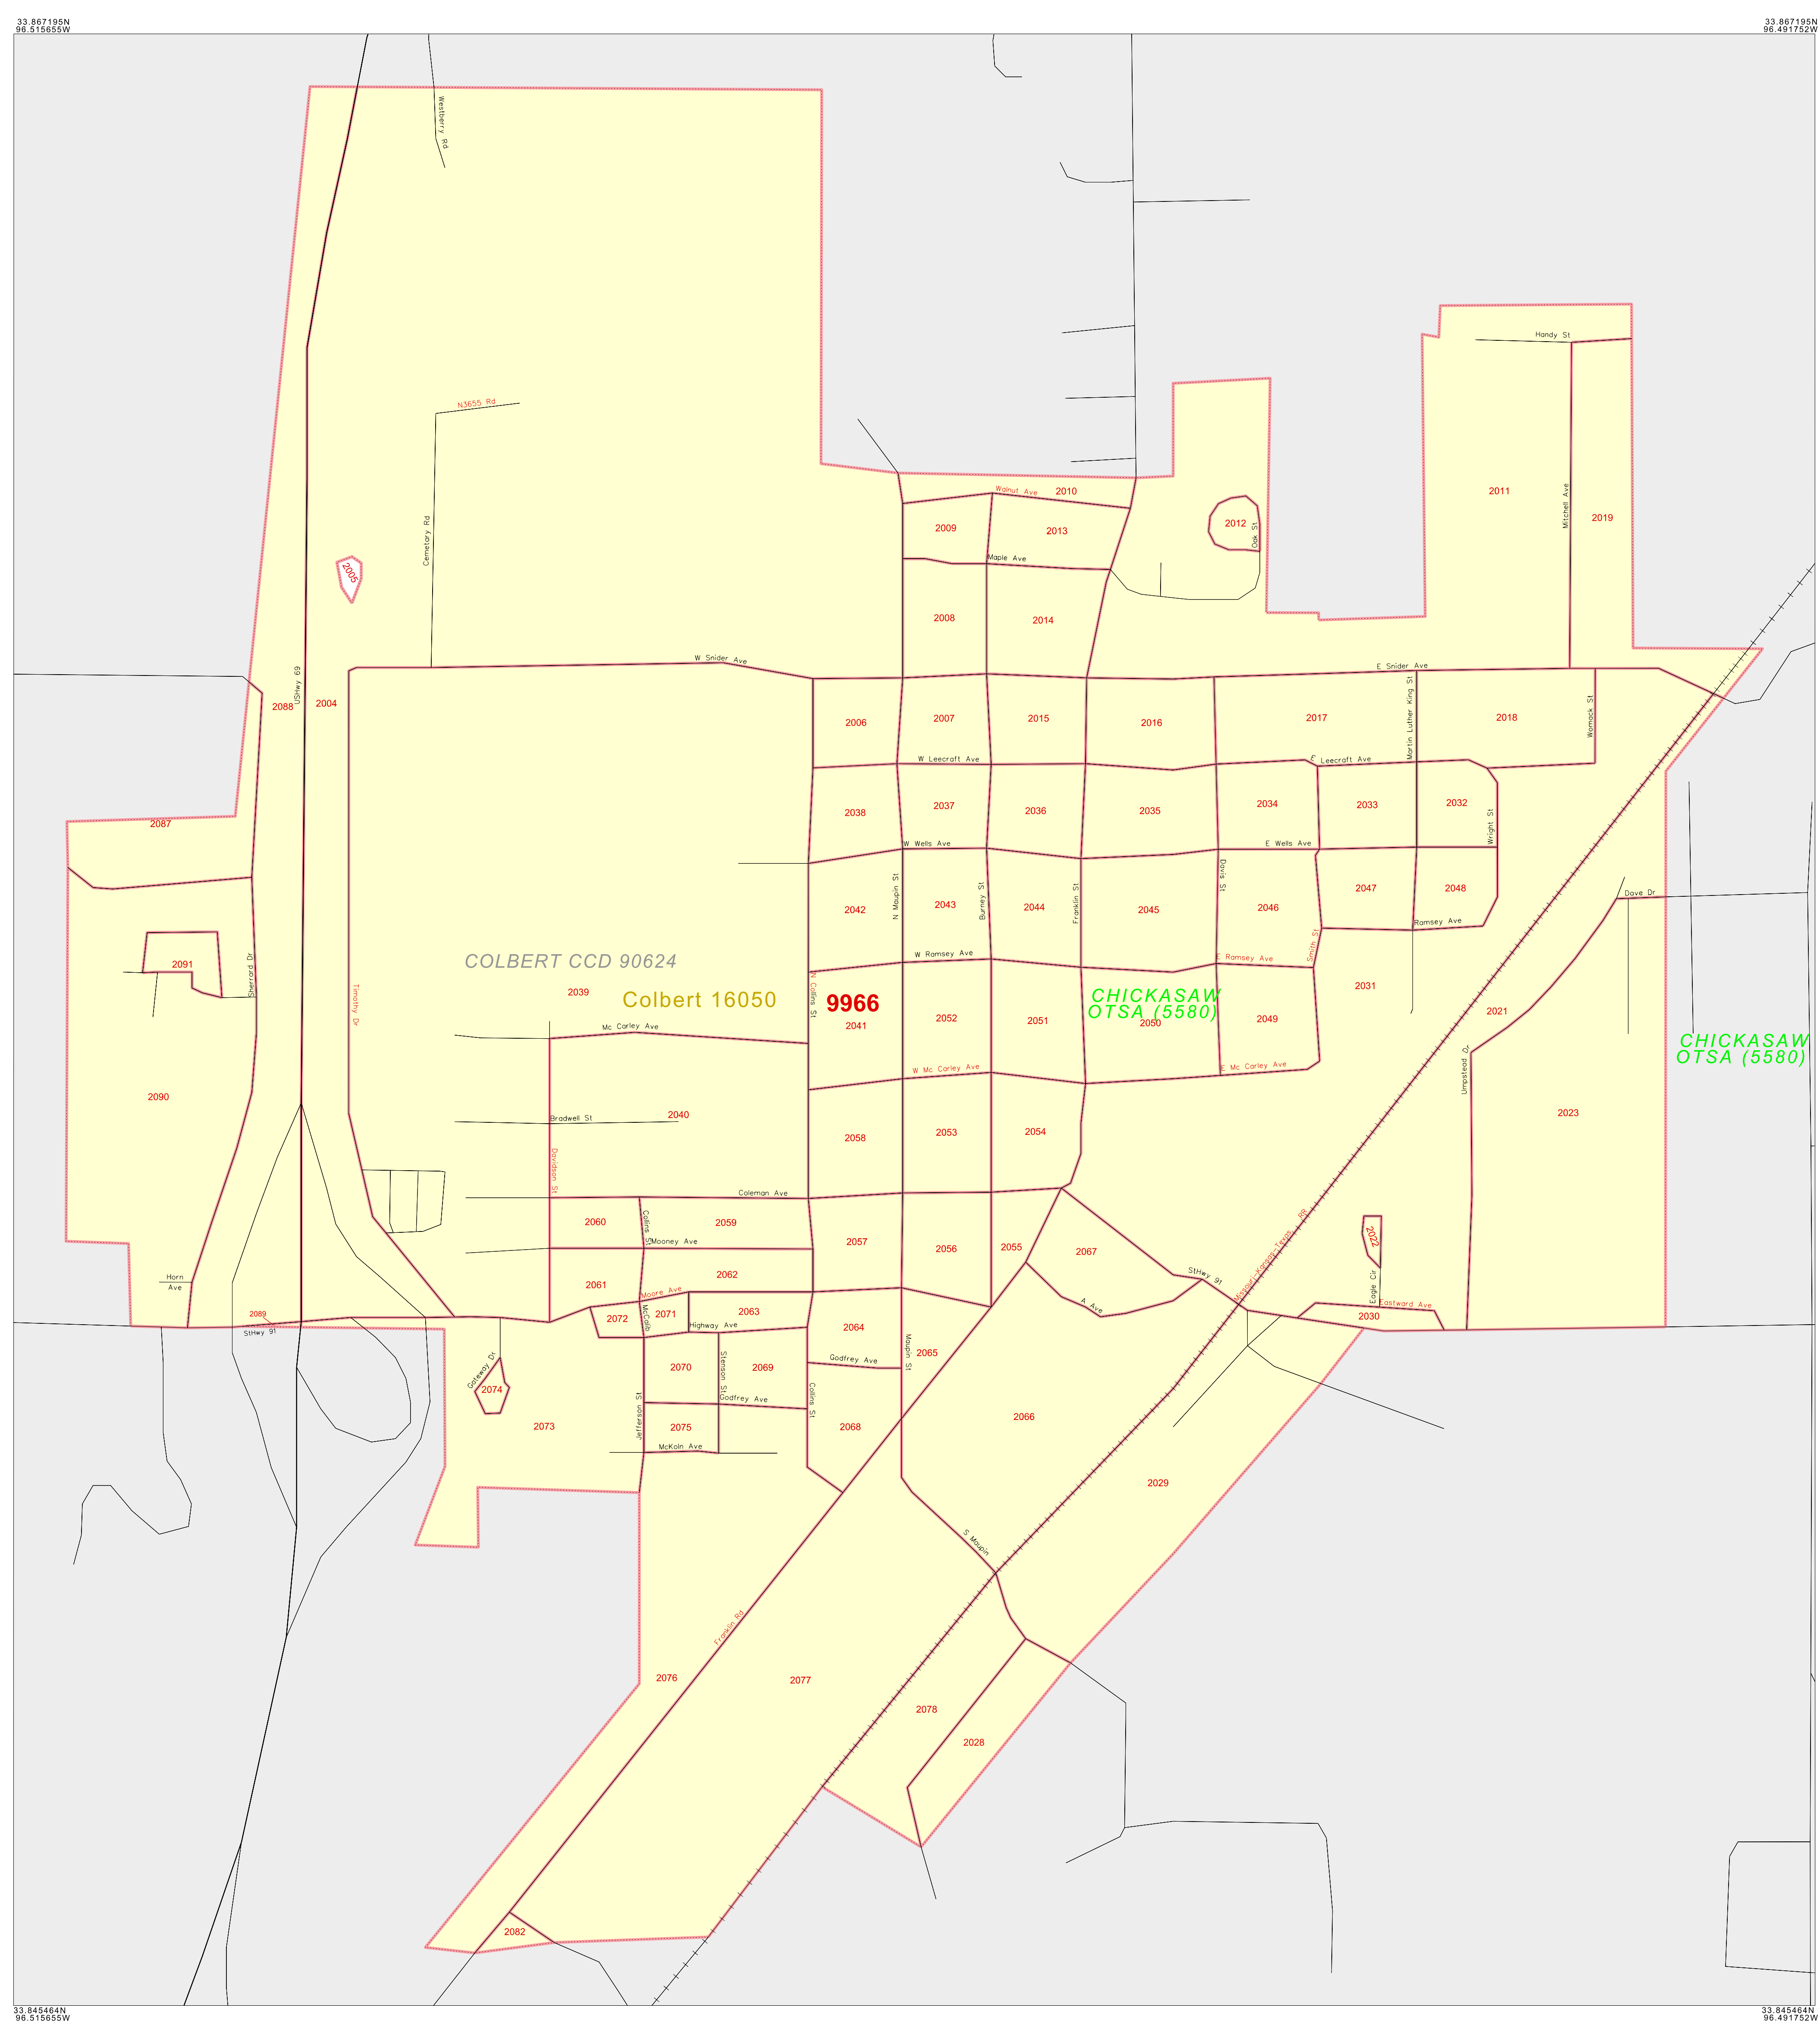 33.867195N
96.515655W
33.867195N
96.491752W
Westberry Rd
Handy St
N3655 Rd
Walnut Ave
2010
2011
Mitchell Ave
2019
2009
2013
2012
Oak St
Cemetary Rd
Maple Ave
2005
2008
2014
W Snider Ave
E Snider Ave
USHwy 69
2088
2004
2006
2007
2015
2016
2017
Martin Luther King St
2018
Womack St
W Leecraft Ave
E Leecraft Ave
2087
2038
2037
2036
2035
2034
2033
2032
Wright St
W Wells Ave
E Wells Ave
N Maupin St
Burney St
Franklin St
Davis St
2047
2048
Dave Dr
2042
2043
2044
2045
2046
Ramsey Ave
Smith St
2091
Sherrard Dr
W Ramsey Ave
E Ramsey Ave
COLBERT CCD 90624
2039
Colbert 16050
9966
N Collins St
CHICKASAW
OTSA (5580)
2031
2021
Timothy Dr
2041
2052
2051
2050
2049
Mc Carley Ave
CHICKASAW
OTSA (5580)
Umpstead Dr
W Mc Carley Ave
E Mc Carley Ave
2090
2040
Bradwell St
2023
2058
2053
2054
Davidson St
Coleman Ave
2060
Collins St
2059
Mooney Ave
2057
2056
2055
2067
Missouri-Kansas-Texas RR
2022
Horn
Ave
2061
2062
StHwy 91
Eagle Cir
Moore Ave
A Ave
Eastward Ave
2089
StHwy 91
2072
McCalib
2071
2063
2030
Highway Ave
2064
Maupin St
2065
Gateway Dr
2074
2070
Stenson St
2069
Godfrey Ave
Godfrey Ave
Collins St
2073
Jefferson St
2075
2068
2066
McKoln Ave
2029
S Maupin
Franklin Rd
2076
2077
2078
2028
2082
33.845464N
96.515655W
33.845464N
96.491752W